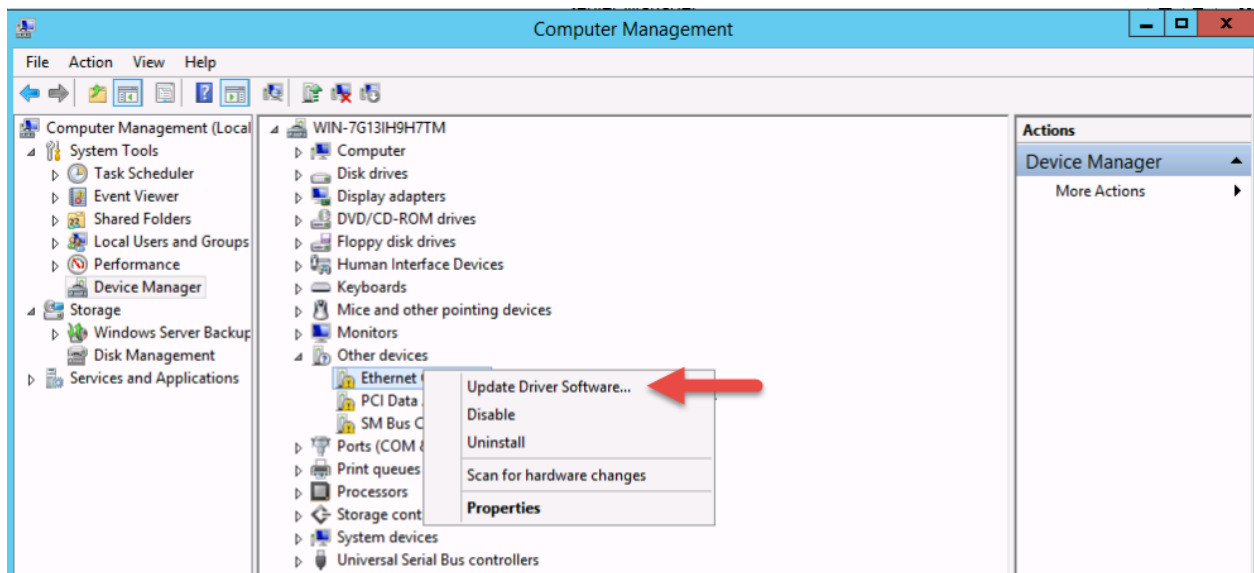 Computer Management
File Action View Help
Computer Management (Local
System Tools
Task Scheduler
Event Viewer
Shared Folders
Local Users and Groups
Performance
Device Manager
Storage
Windows Server Backup
Disk Management
Services and Applications
WIN-7G13IH9H7TM
Computer
Disk drives
Display adapters
DVD/CD-ROM drives
Floppy disk drives
Human Interface Devices
Keyboards
Mice and other pointing devices
Monitors
Other devices
Ethernet
PCI Data
SM Bus C
Ports (COM &
Print queues
Processors
Storage cont
System devices
Universal Serial Bus controllers
Update Driver Software...
Disable
Uninstall
Scan for hardware changes
Properties
Actions
Device Manager
More Actions